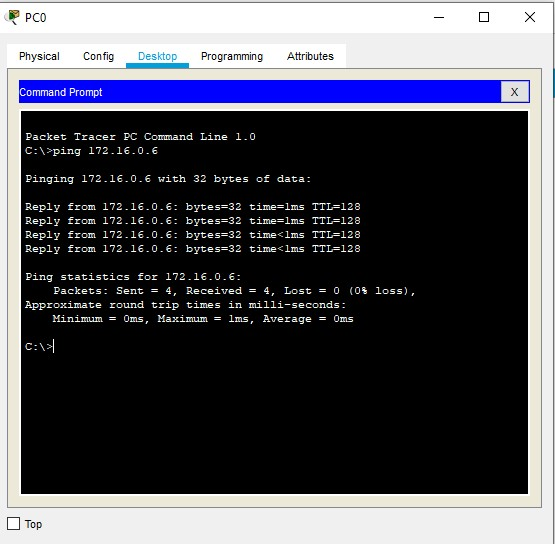 PC0
Physical Config Desktop Programming Attributes
Command Prompt X
Packet Tracer PC Command Line 1.0
C:\>ping 172.16.0.6
Pinging 172.16.0.6 with 32 bytes of data:
Reply from 172.16.0.6: bytes=32 time=1ms TTL=128
Reply from 172.16.0.6: bytes=32 time=1ms TTL=128
Reply from 172.16.0.6: bytes=32 time<1ms TTL=128
Reply from 172.16.0.6: bytes=32 time<1ms TTL=128
Ping statistics for 172.16.0.6:
Packets: Sent = 4, Received = 4, Lost = 0 (0% loss),
Approximate round trip times in milli-seconds:
Minimum = 0ms, Maximum = 1ms, Average = 0ms
C:\>
Top